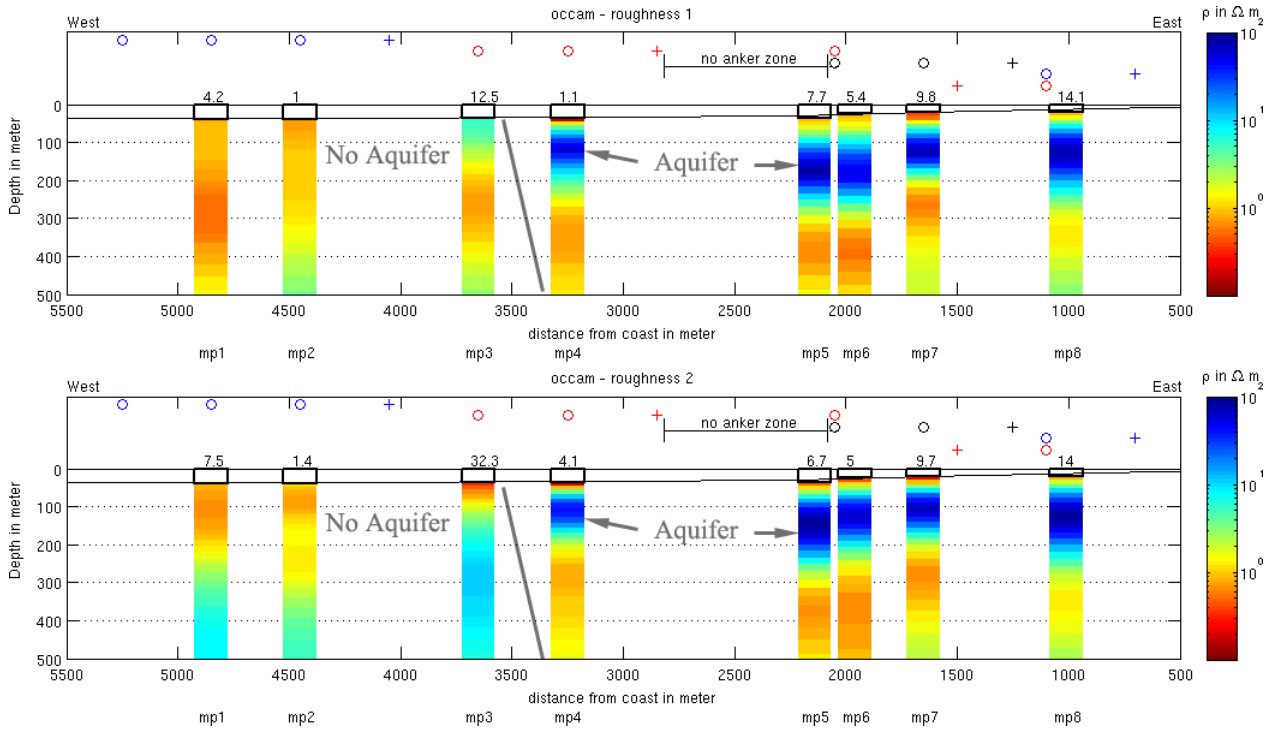 occam - roughness 1
West East
ρ in Ω m
no anker zone
4.2 1 12.5 1.1 7.7 5.4 9.8 14.1
0
100
200
300
400
500
Depth in meter
No Aquifer
Aquifer
10²
10¹
10⁰
5500 5000 4500 4000 3500 3000 2500 2000 1500 1000 500
distance from coast in meter
mp1 mp2 mp3 mp4 mp5 mp6 mp7 mp8
occam - roughness 2
West East
ρ in Ω m
no anker zone
7.5 1.4 32.3 4.1 6.7 5 9.7 14
0
100
200
300
400
500
Depth in meter
No Aquifer
Aquifer
10²
10¹
10⁰
5500 5000 4500 4000 3500 3000 2500 2000 1500 1000 500
distance from coast in meter
mp1 mp2 mp3 mp4 mp5 mp6 mp7 mp8